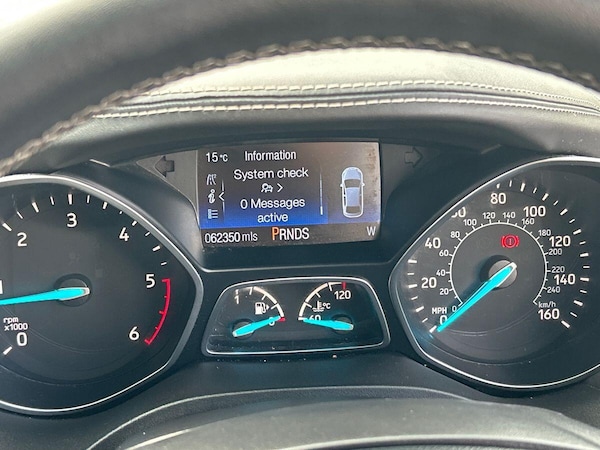 15 °C Information
System check
0 Messages
active
062350 mls PRNDS W
1 2 3 4 5 6
rpm
x1000
0
0 1
60 120
°C
0 20 40 60 80 100 120 140 160
MPH
0 20 40 60 80 100 120 140 160 180 200 220 240
km/h